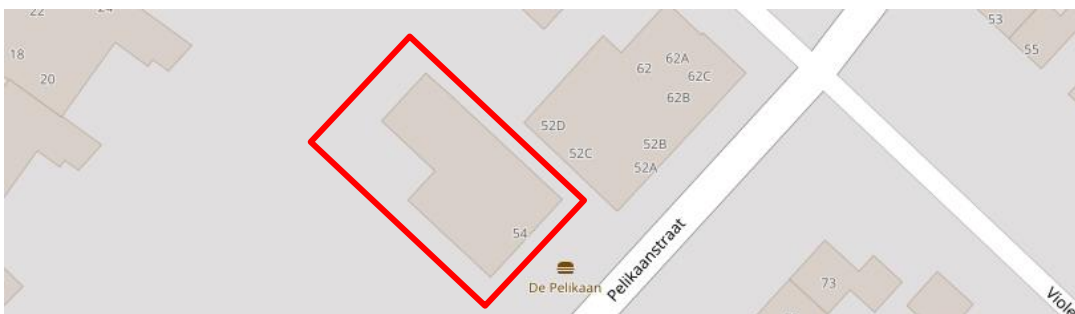 22
24
18
20
53
55
62
62A
62C
62B
52D
52C
52B
52A
54
De Pelikaan
Pelikaanstraat
73
Viole